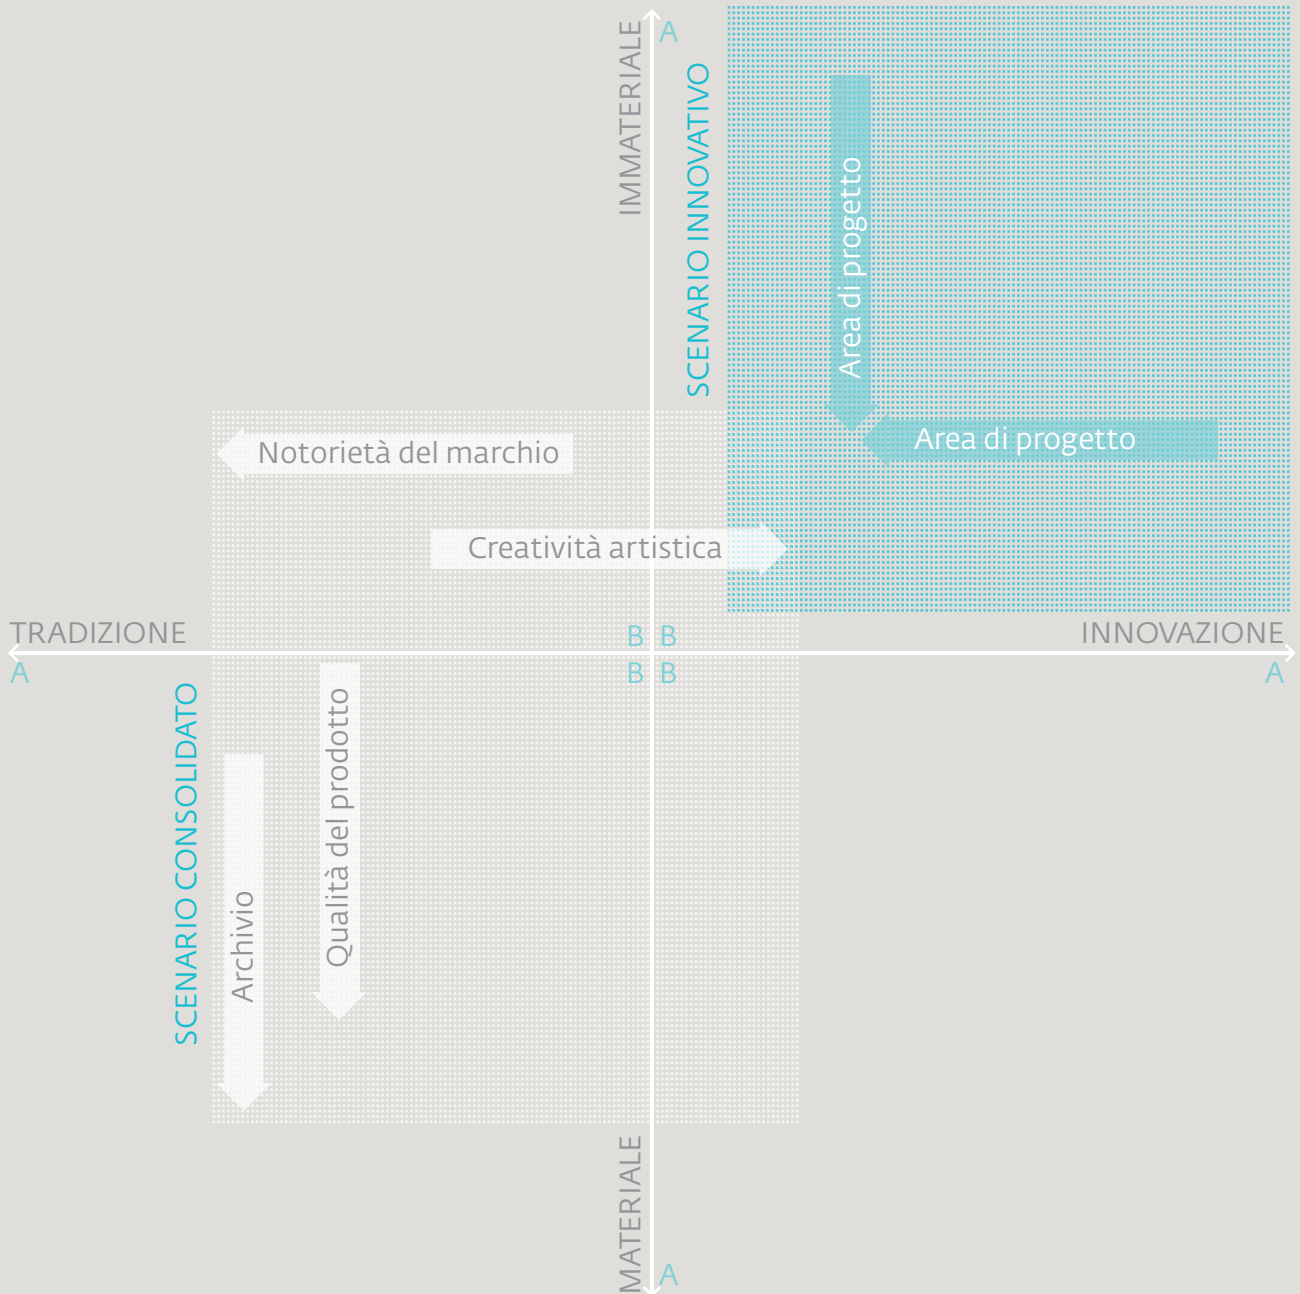 IMMATERIALE
A
SCENARIO INNOVATIVO
Area di progetto
Area di progetto
Notorietà del marchio
Creatività artistica
TRADIZIONE
B B
INNOVAZIONE
A
B B
A
SCENARIO CONSOLIDATO
Archivio
Qualità del prodotto
MATERIALE
A